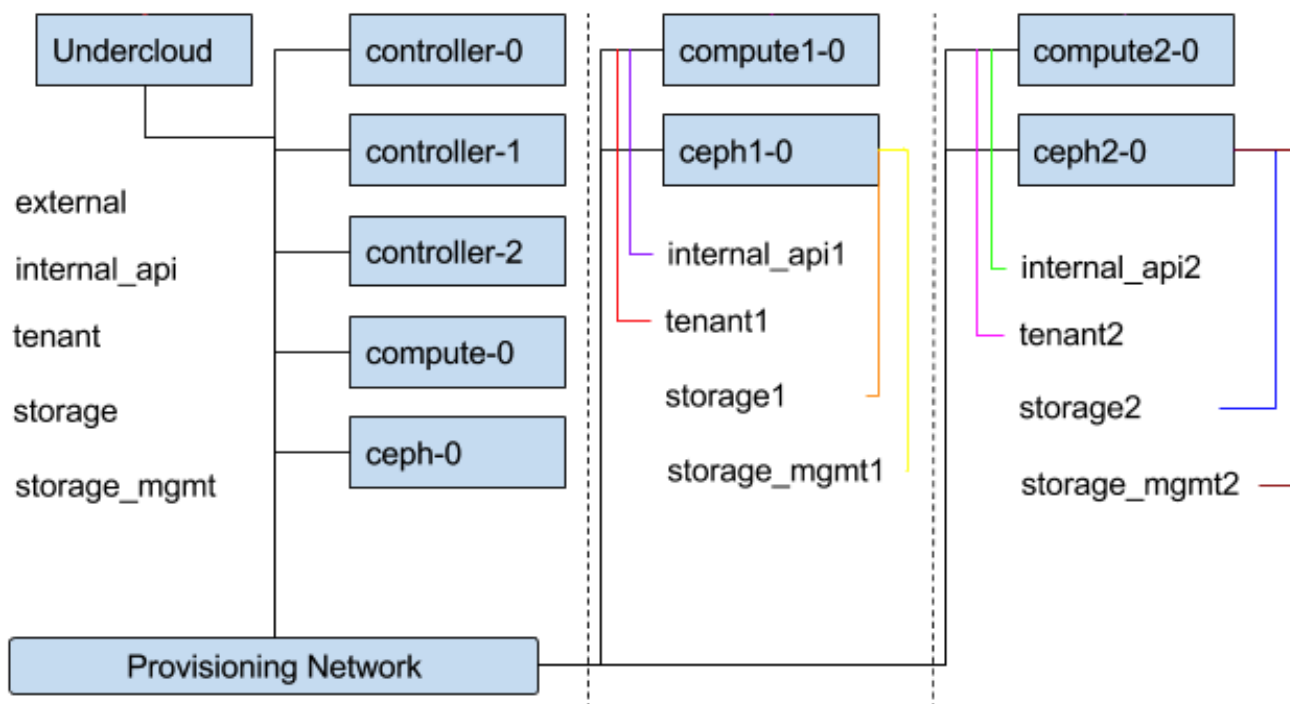 Undercloud
external
internal_api
tenant
storage
storage_mgmt
controller-0
controller-1
controller-2
compute-0
ceph-0
Provisioning Network
compute1-0
ceph1-0
internal_api1
tenant1
storage1
storage_mgmt1
compute2-0
ceph2-0
internal_api2
tenant2
storage2
storage_mgmt2